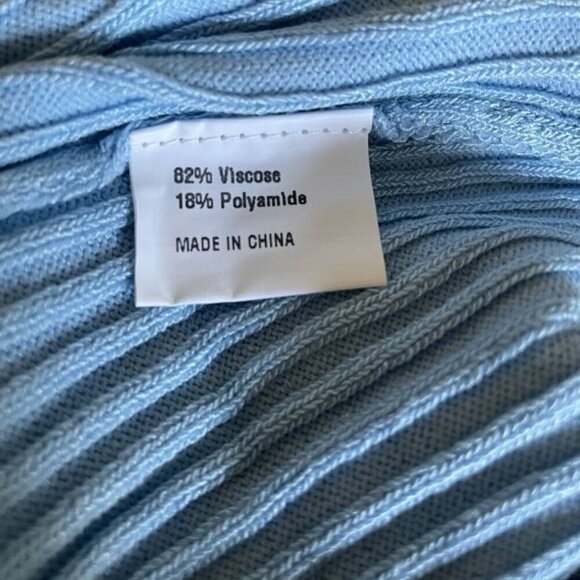 82% Viscose
18% Polyamide
MADE IN CHINA